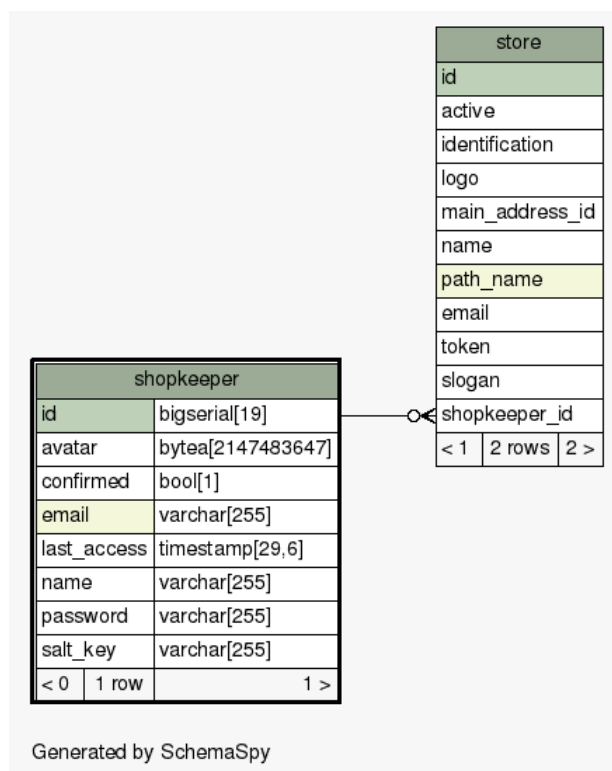 store
id
active
identification
logo
main_address_id
name
path_name
email
token
slogan
shopkeeper_id
< 1 2 rows 2 >
shopkeeper
id bigserial[19]
avatar bytea[2147483647]
confirmed bool[1]
email varchar[255]
last_access timestamp[29,6]
name varchar[255]
password varchar[255]
salt_key varchar[255]
< 0 1 row 1 >
Generated by SchemaSpy